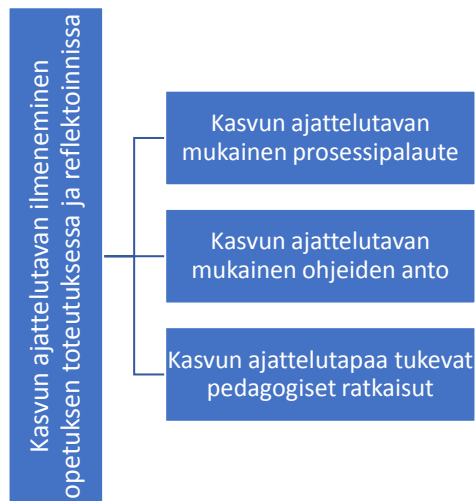 Kasvun ajattelutavan ilmeneminen
opetuksen toteutuksessa ja reflektoinnissa
Kasvun ajattelutavan
mukainen prosessipalaute
Kasvun ajattelutavan
mukainen ohjeiden anto
Kasvun ajattelutapaa tukevat
pedagogiset ratkaisut